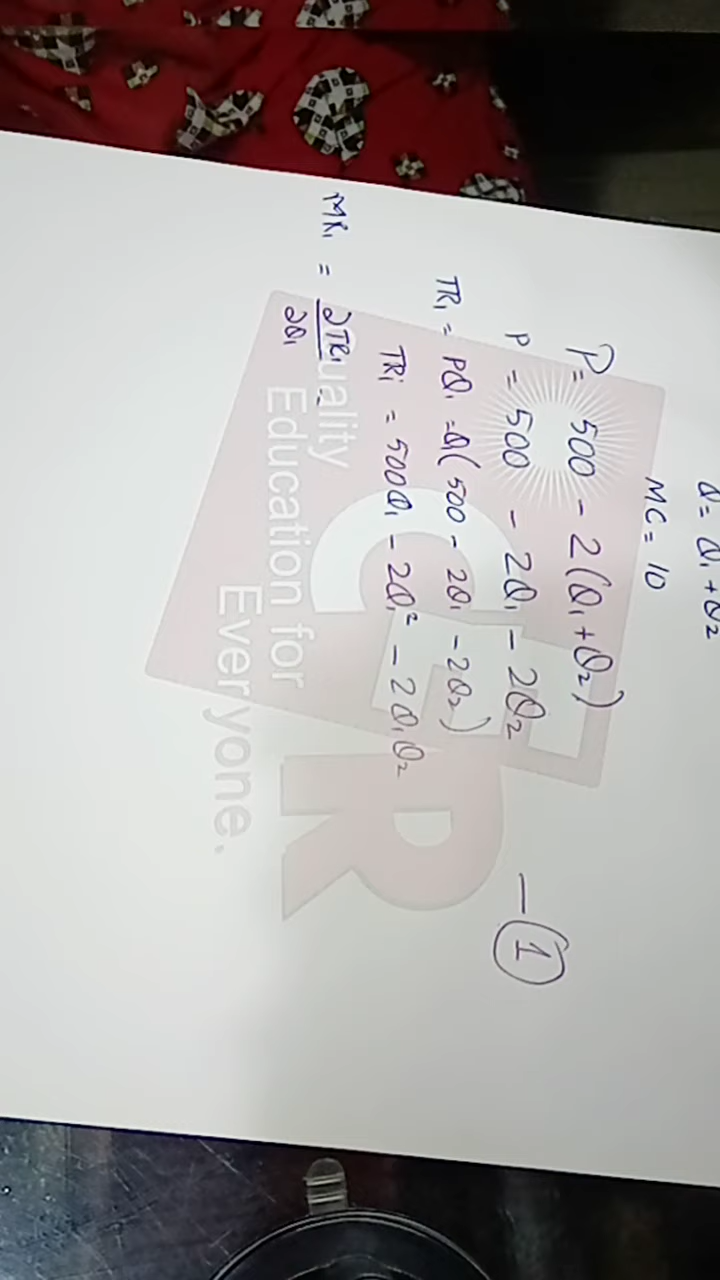 Q = Q₁ + Q₂
MC = 10
P = 500 - 2(Q₁ + Q₂)
P = 500 - 2Q₁ - 2Q₂ — ①
TR₁ = PQ₁ = Q₁(500 - 2Q₁ - 2Q₂)
TR₁ = 500Q₁ - 2Q₁² - 2Q₁Q₂
MR₁ = ∂TR₁ / ∂Q₁ =
Quality
Education for
Everyone.
CER